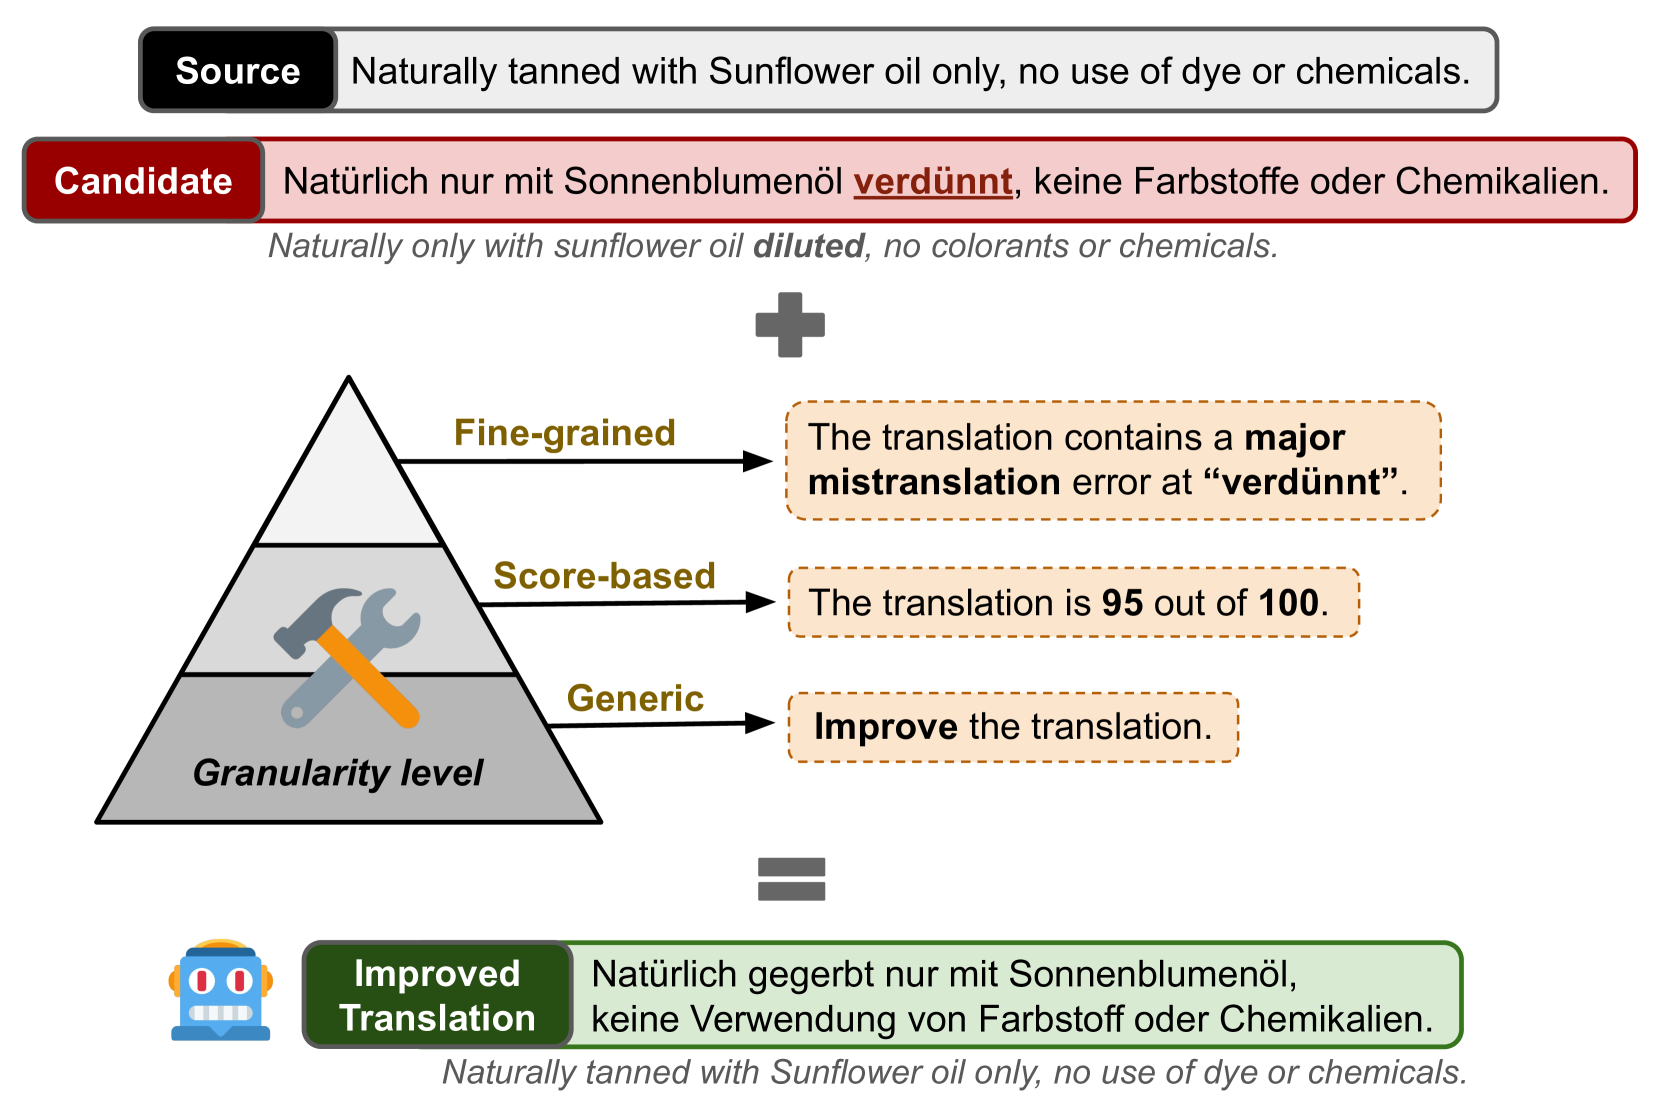 Source
Naturally tanned with Sunflower oil only, no use of dye or chemicals.
Candidate
Natürlich nur mit Sonnenblumenöl verdünnt, keine Farbstoffe oder Chemikalien.
Naturally only with sunflower oil diluted, no colorants or chemicals.
Fine-grained
The translation contains a major
mistranslation error at “verdünnt”.
Score-based
The translation is 95 out of 100.
Generic
Improve the translation.
Granularity level
Improved
Translation
Natürlich gegerbt nur mit Sonnenblumenöl,
keine Verwendung von Farbstoff oder Chemikalien.
Naturally tanned with Sunflower oil only, no use of dye or chemicals.